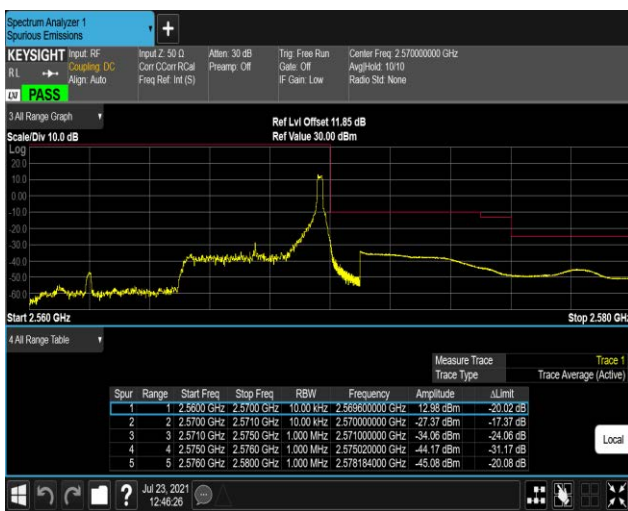 Spectrum Analyzer 1
Spurious Emissions
KEYSIGHT Input: RF Input Z: 50 Ω Atten: 30 dB Trig: Free Run Center Freq: 2.570000000 GHz
RL Coupling: DC Corr CCorr RCal Preamp: Off Gate: Off Avg|Hold: 10/10
Align: Auto Freq Ref: Int (S) IF Gain: Low Radio Std: None
LXI PASS
3 All Range Graph
Ref Lvl Offset 11.85 dB
Scale/Div 10.0 dB Ref Value 30.00 dBm
Log
20.0
10.0
0.00
-10.0
-20.0
-30.0
-40.0
-50.0
-60.0
Start 2.560 GHz Stop 2.580 GHz
4 All Range Table
Measure Trace Trace 1
Trace Type Trace Average (Active)
Spur Range Start Freq Stop Freq RBW Frequency Amplitude ΔLimit
1 1 2.5600 GHz 2.5700 GHz 10.00 kHz 2.569600000 GHz 12.98 dBm -20.02 dB
2 2 2.5700 GHz 2.5710 GHz 10.00 kHz 2.570000000 GHz -27.37 dBm -17.37 dB
3 3 2.5710 GHz 2.5750 GHz 1.000 MHz 2.571000000 GHz -34.06 dBm -24.06 dB
4 4 2.5750 GHz 2.5760 GHz 1.000 MHz 2.575020000 GHz -44.17 dBm -31.17 dB
5 5 2.5760 GHz 2.5800 GHz 1.000 MHz 2.578184000 GHz -45.08 dBm -20.08 dB
Local
Jul 23, 2021
12:46:26